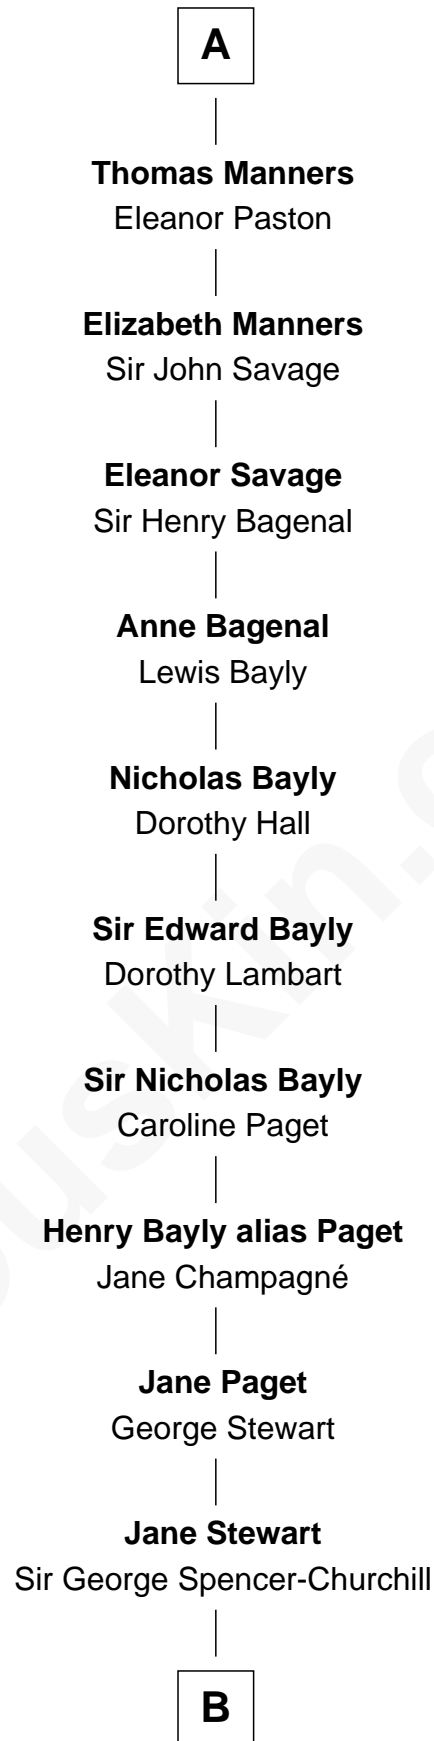 A
Thomas Manners
Eleanor Paston
Elizabeth Manners
Sir John Savage
Eleanor Savage
Sir Henry Bagenal
Anne Bagenal
Lewis Bayly
Nicholas Bayly
Dorothy Hall
Sir Edward Bayly
Dorothy Lambart
Sir Nicholas Bayly
Caroline Paget
Henry Bayly alias Paget
Jane Champagné
Jane Paget
George Stewart
Jane Stewart
Sir George Spencer-Churchill
B